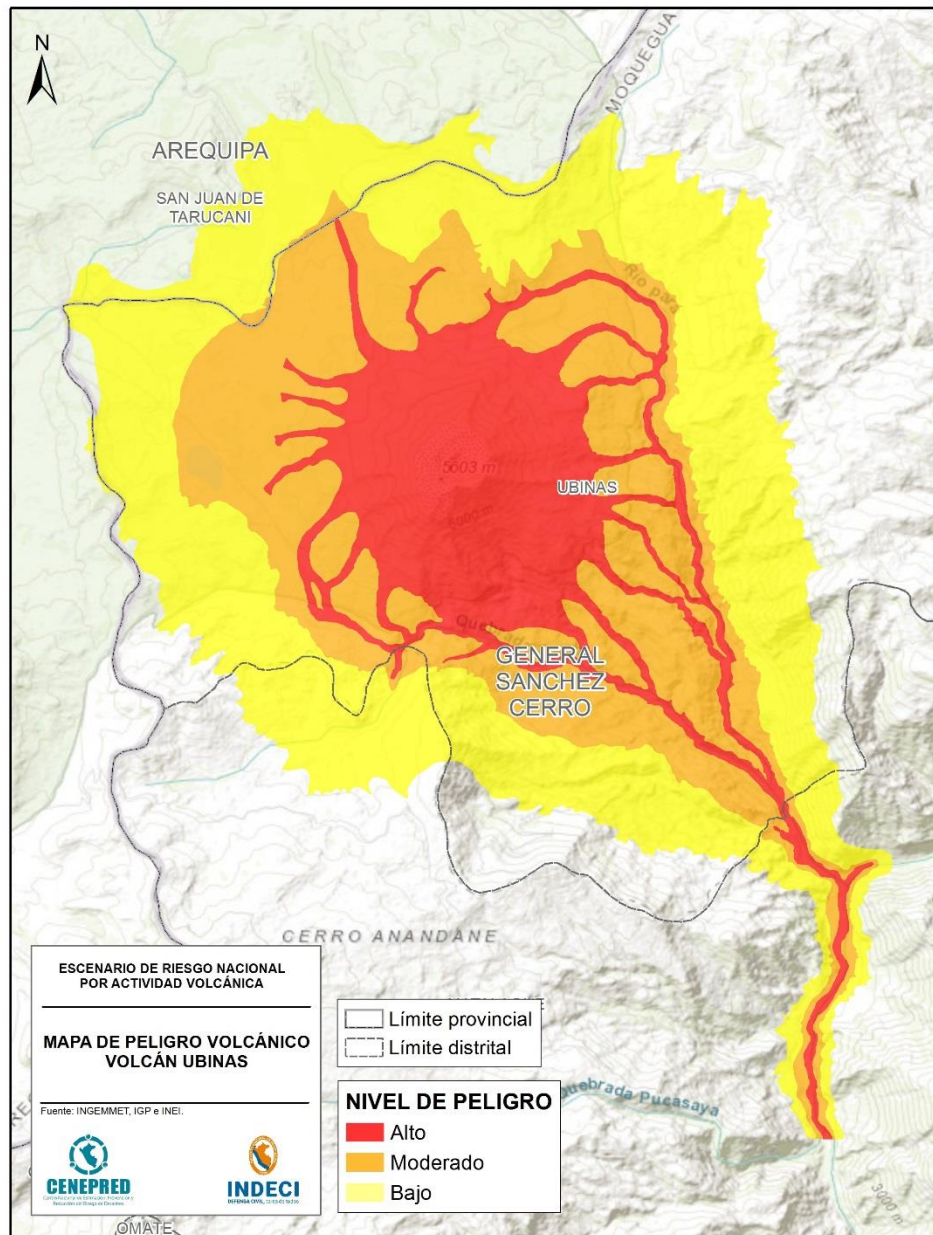 N
MOQUEGUA
AREQUIPA
SAN JUAN DE
TARUCANI
Río para
5603 m
UBINAS
Quebrada
GENERAL
SANCHEZ
CERRO
CERRO ANANDANE
ESCENARIO DE RIESGO NACIONAL
POR ACTIVIDAD VOLCÁNICA
MAPA DE PELIGRO VOLCÁNICO
VOLCÁN UBINAS
Fuente: INGEMMET, IGP e INEI.
CENEPRED
INDECI
Límite provincial
Límite distrital
NIVEL DE PELIGRO
Alto
Moderado
Bajo
Quebrada Pucasaya
3000 m
OMATE